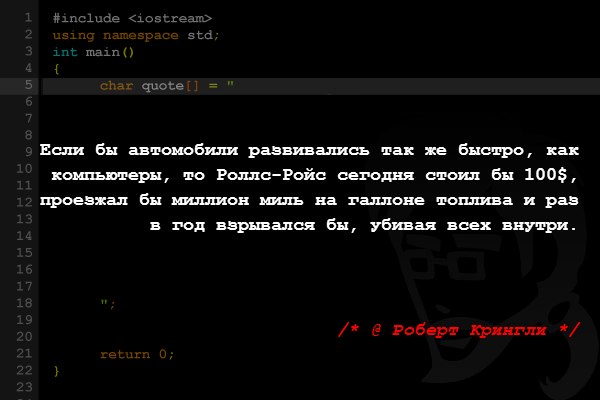 1 #include <iostream>
2 using namespace std;
3 int main()
4 {
5 char quote[] = "
6
7
8
9 Если бы автомобили развивались так же быстро, как
10 компьютеры, то Роллс-Ройс сегодня стоил бы 100$,
11
12 проезжал бы миллион миль на галлоне топлива и раз
13 в год взрывался бы, убивая всех внутри.
14
15
16
17
18 ";
19 /* @ Роберт Крингли */
20
21 return 0;
22 }
23